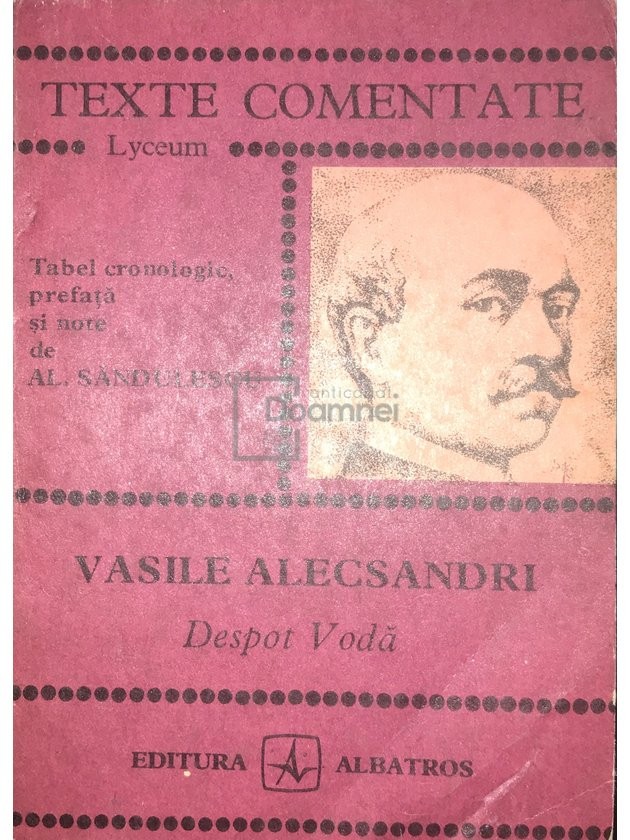 TEXTE COMENTATE
Lyceum
Tabel cronologic,
prefață
și note
de
AL. SĂNDULESCU
anticariat
Doamnei
VASILE ALECSANDRI
Despot Vodă
EDITURA ALBATROS